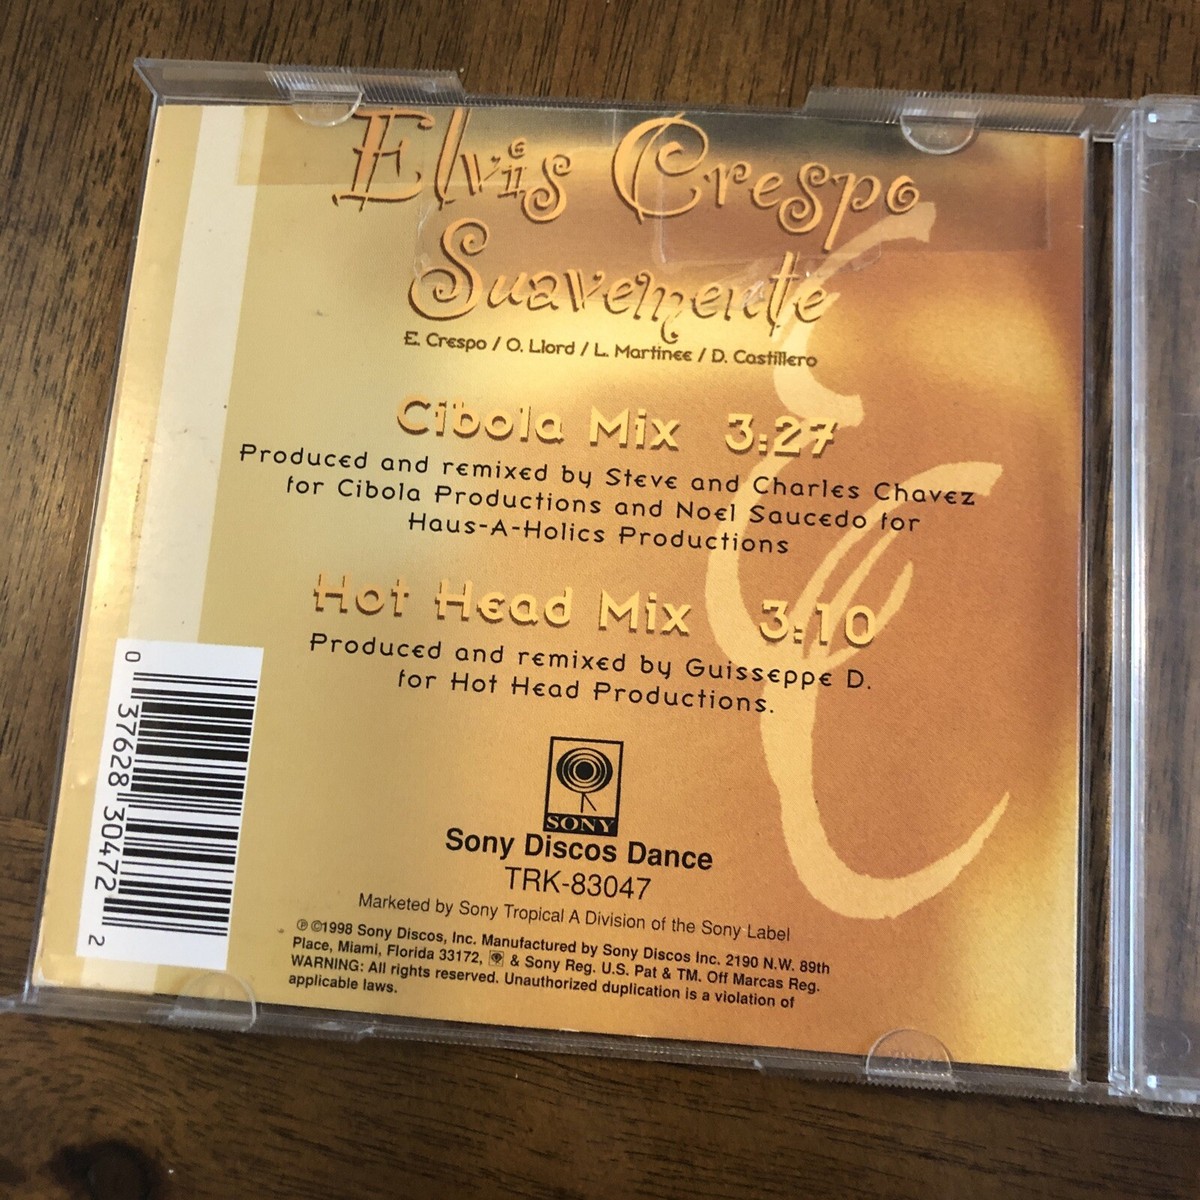 Elvis Crespo
Suavemente
E. Crespo / O. Llord / L. Martinee / D. Castillero
Cibola Mix 3:27
Produced and remixed by Steve and Charles Chavez
for Cibola Productions and Noel Saucedo for
Haus-A-Holics Productions
Hot Head Mix 3:10
Produced and remixed by Guisseppe D.
for Hot Head Productions.
SONY
Sony Discos Dance
TRK-83047
Marketed by Sony Tropical A Division of the Sony Label
℗ ©1998 Sony Discos, Inc. Manufactured by Sony Discos Inc. 2190 N.W. 89th
Place, Miami, Florida 33172, & Sony Reg. U.S. Pat & TM. Off Marcas Reg.
WARNING: All rights reserved. Unauthorized duplication is a violation of
applicable laws.
0 37628 30472 2